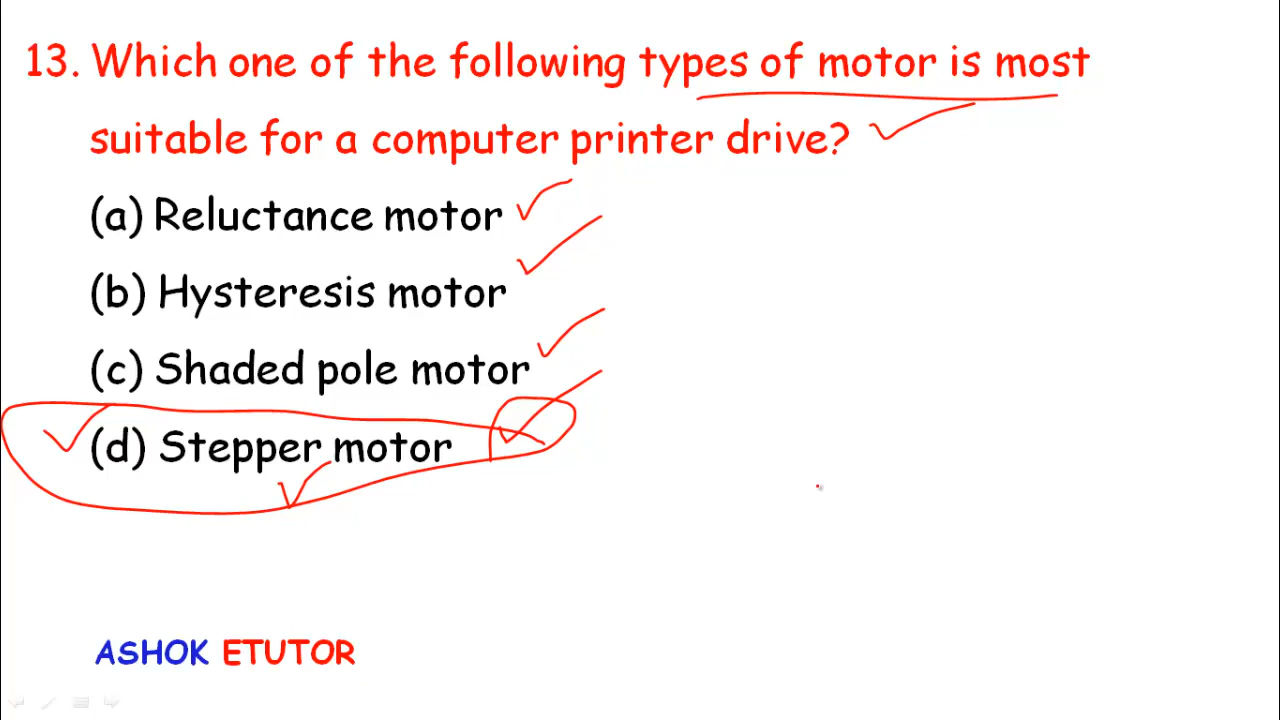 13. Which one of the following types of motor is most
suitable for a computer printer drive?
(a) Reluctance motor
(b) Hysteresis motor
(c) Shaded pole motor
(d) Stepper motor
ASHOK ETUTOR